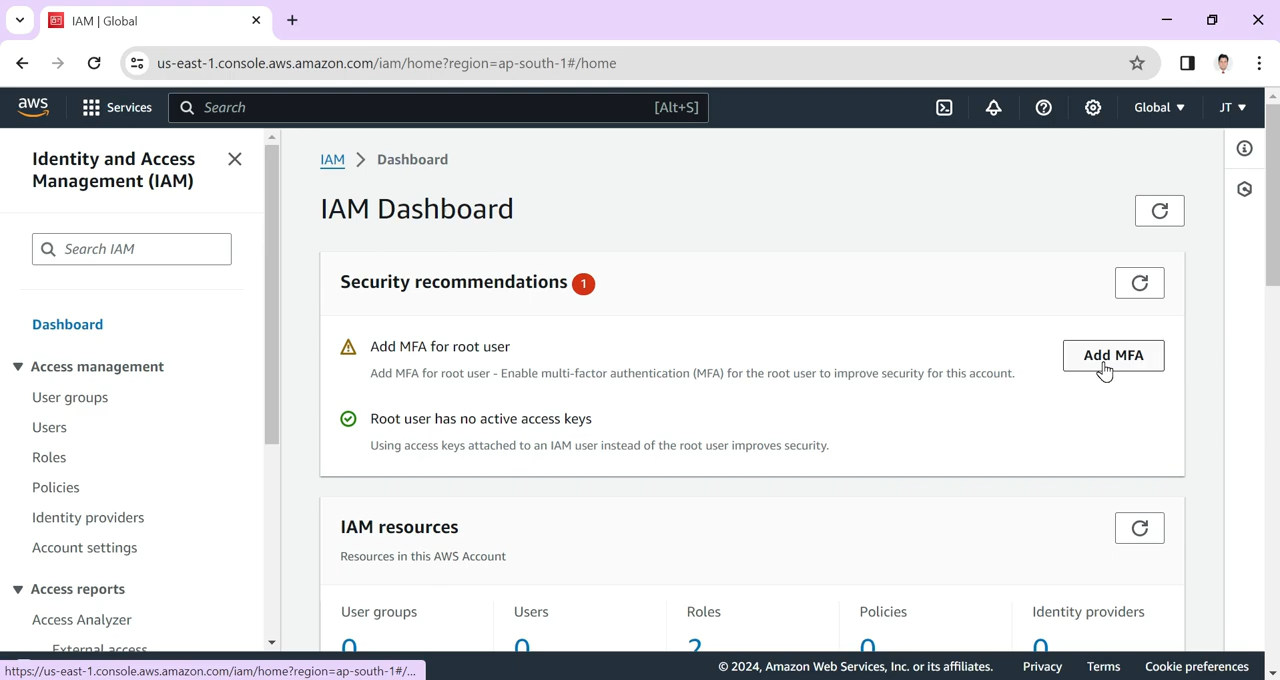 IAM | Global
us-east-1.console.aws.amazon.com/iam/home?region=ap-south-1#/home
aws
Services
Search
[Alt+S]
Global
JT
Identity and Access
Management (IAM)
Search IAM
Dashboard
Access management
User groups
Users
Roles
Policies
Identity providers
Account settings
Access reports
Access Analyzer
External access
IAM
Dashboard
IAM Dashboard
Security recommendations 1
Add MFA for root user
Add MFA for root user - Enable multi-factor authentication (MFA) for the root user to improve security for this account.
Add MFA
Root user has no active access keys
Using access keys attached to an IAM user instead of the root user improves security.
IAM resources
Resources in this AWS Account
User groups Users Roles Policies Identity providers
0 0 2 0 0
https://us-east-1.console.aws.amazon.com/iam/home?region=ap-south-1#/...
© 2024, Amazon Web Services, Inc. or its affiliates. Privacy Terms Cookie preferences